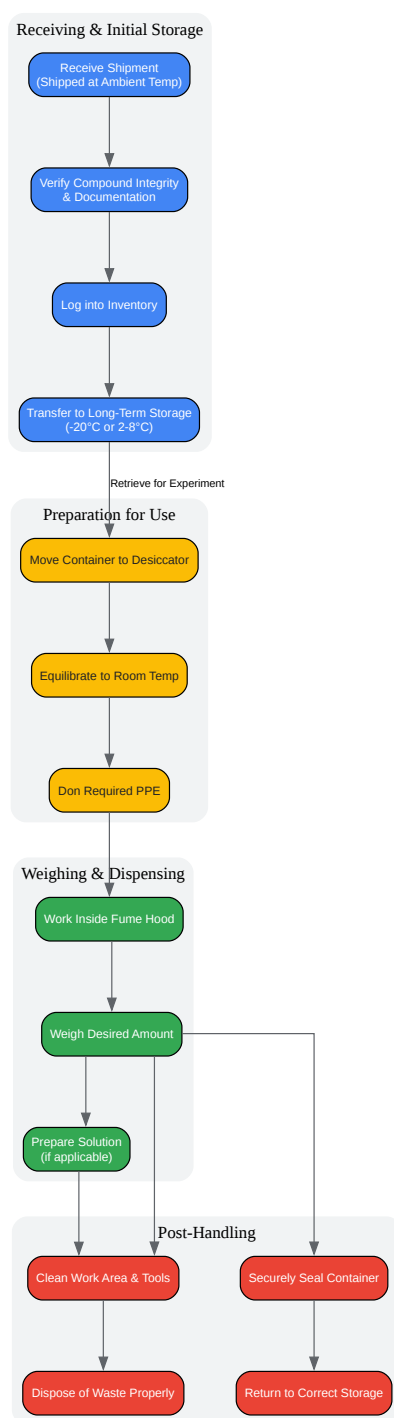 Receiving & Initial Storage
Receive Shipment
(Shipped at Ambient Temp)
Verify Compound Integrity
& Documentation
Log into Inventory
Transfer to Long-Term Storage
(-20°C or 2-8°C)
Retrieve for Experiment
Preparation for Use
Move Container to Desiccator
Equilibrate to Room Temp
Don Required PPE
Weighing & Dispensing
Work Inside Fume Hood
Weigh Desired Amount
Prepare Solution
(if applicable)
Post-Handling
Clean Work Area & Tools
Securely Seal Container
Dispose of Waste Properly
Return to Correct Storage